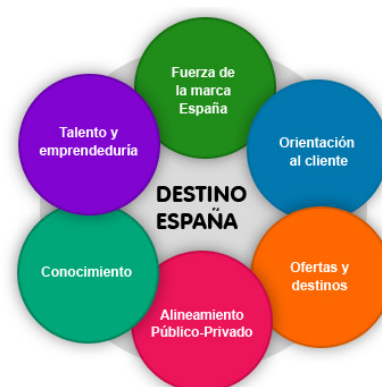 Fuerza de
la marca
España
Talento y
emprendeduría
Orientación
al cliente
DESTINO
ESPAÑA
Conocimiento
Ofertas y
destinos
Alineamiento
Público-Privado